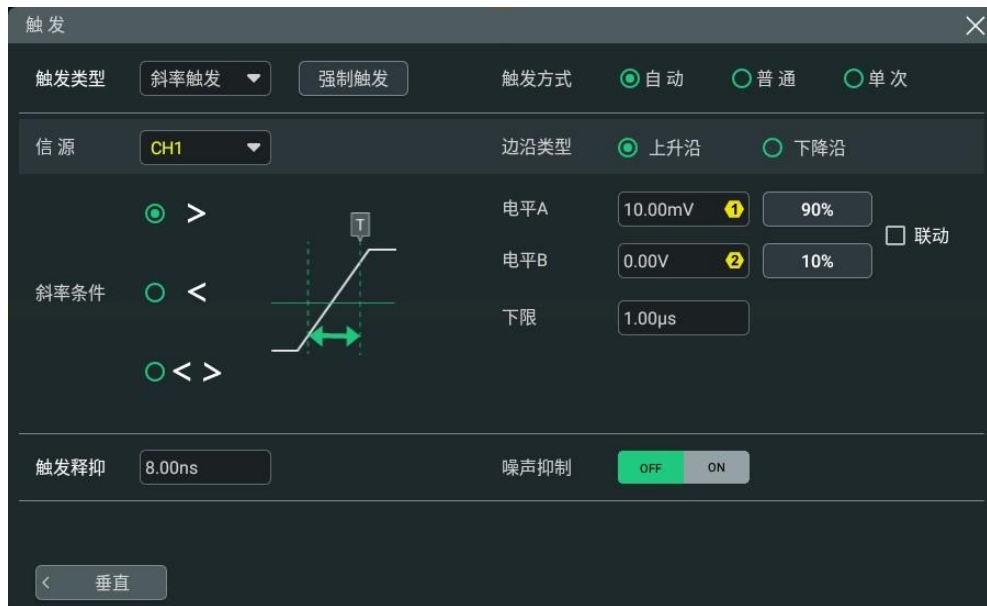 触发
触发类型 斜率触发 强制触发 触发方式 自动 普通 单次
信源 CH1 边沿类型 上升沿 下降沿
> T 电平A 10.00mV 1 90%
联动
电平B 0.00V 2 10%
斜率条件 < 下限 1.00μs
< >
触发释抑 8.00ns 噪声抑制 OFF ON
< 垂直